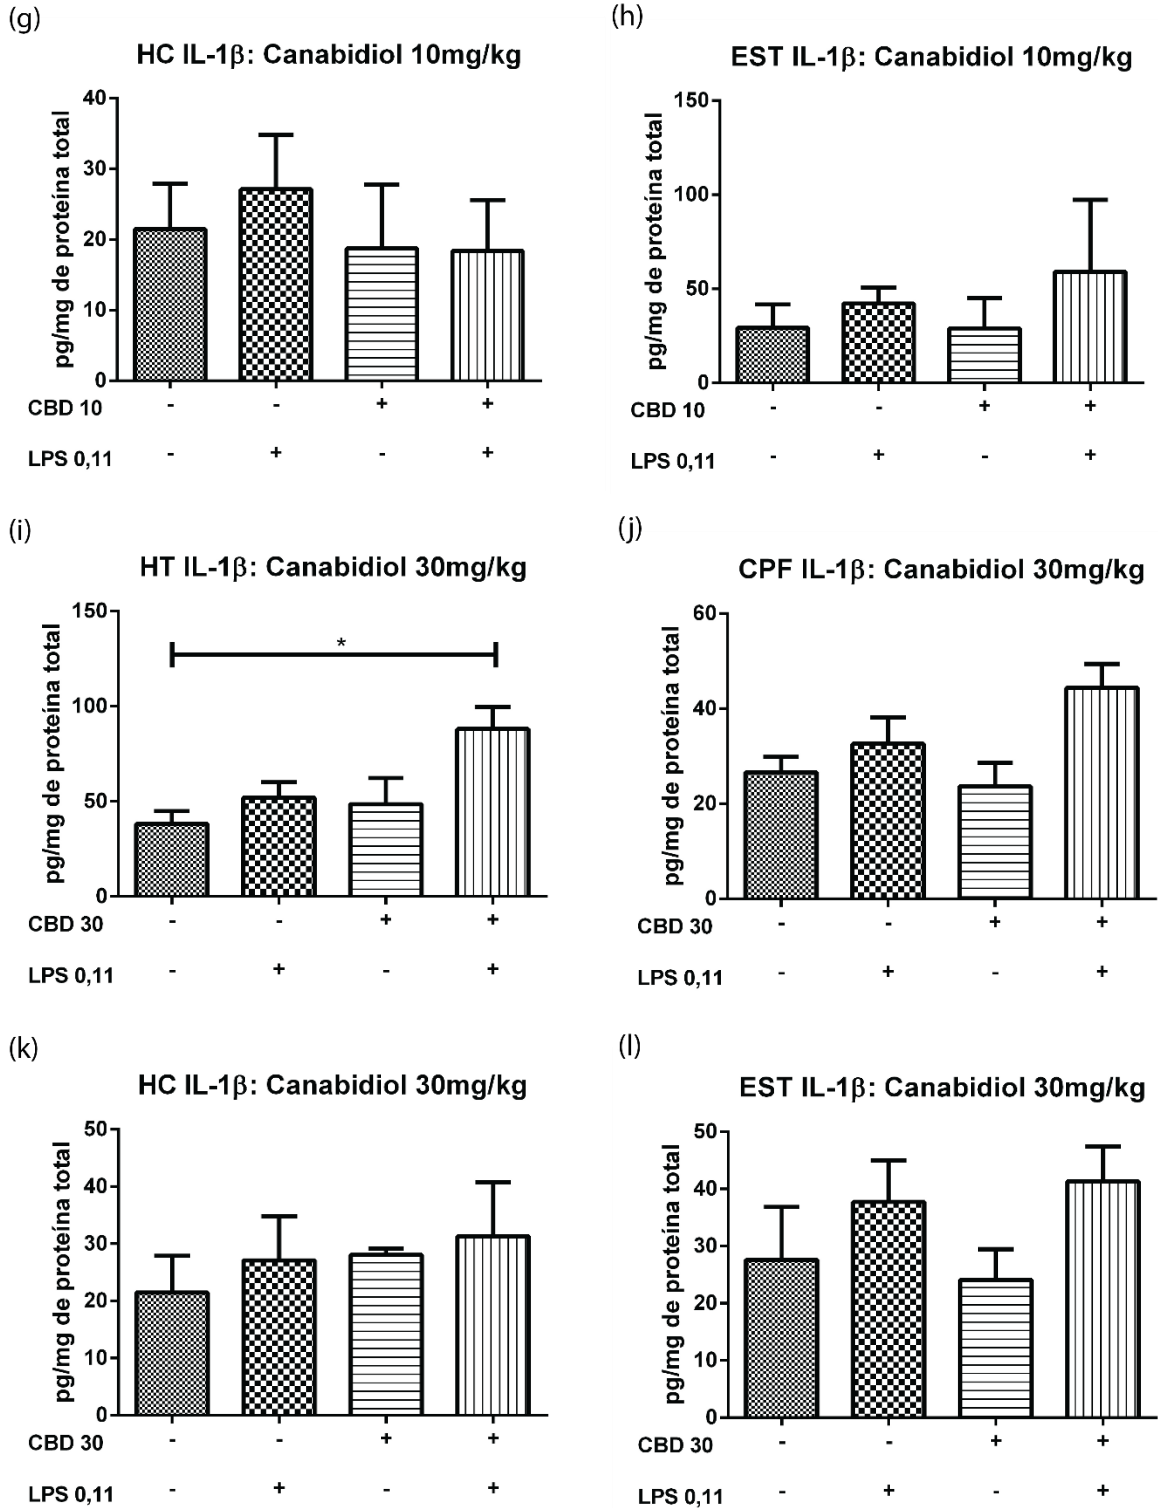 (g)
HC IL-1β: Canabidiol 10mg/kg
pg/mg de proteína total
40
30
20
10
0
CBD 10 - - + +
LPS 0,11 - + - +
(h)
EST IL-1β: Canabidiol 10mg/kg
pg/mg de proteína total
150
100
50
0
CBD 10 - - + +
LPS 0,11 - + - +
(i)
HT IL-1β: Canabidiol 30mg/kg
pg/mg de proteína total
150
100
50
0
*
CBD 30 - - + +
LPS 0,11 - + - +
(j)
CPF IL-1β: Canabidiol 30mg/kg
pg/mg de proteína total
60
40
20
0
CBD 30 - - + +
LPS 0,11 - + - +
(k)
HC IL-1β: Canabidiol 30mg/kg
pg/mg de proteína total
50
40
30
20
10
0
CBD 30 - - + +
LPS 0,11 - + - +
(l)
EST IL-1β: Canabidiol 30mg/kg
pg/mg de proteína total
50
40
30
20
10
0
CBD 30 - - + +
LPS 0,11 - + - +